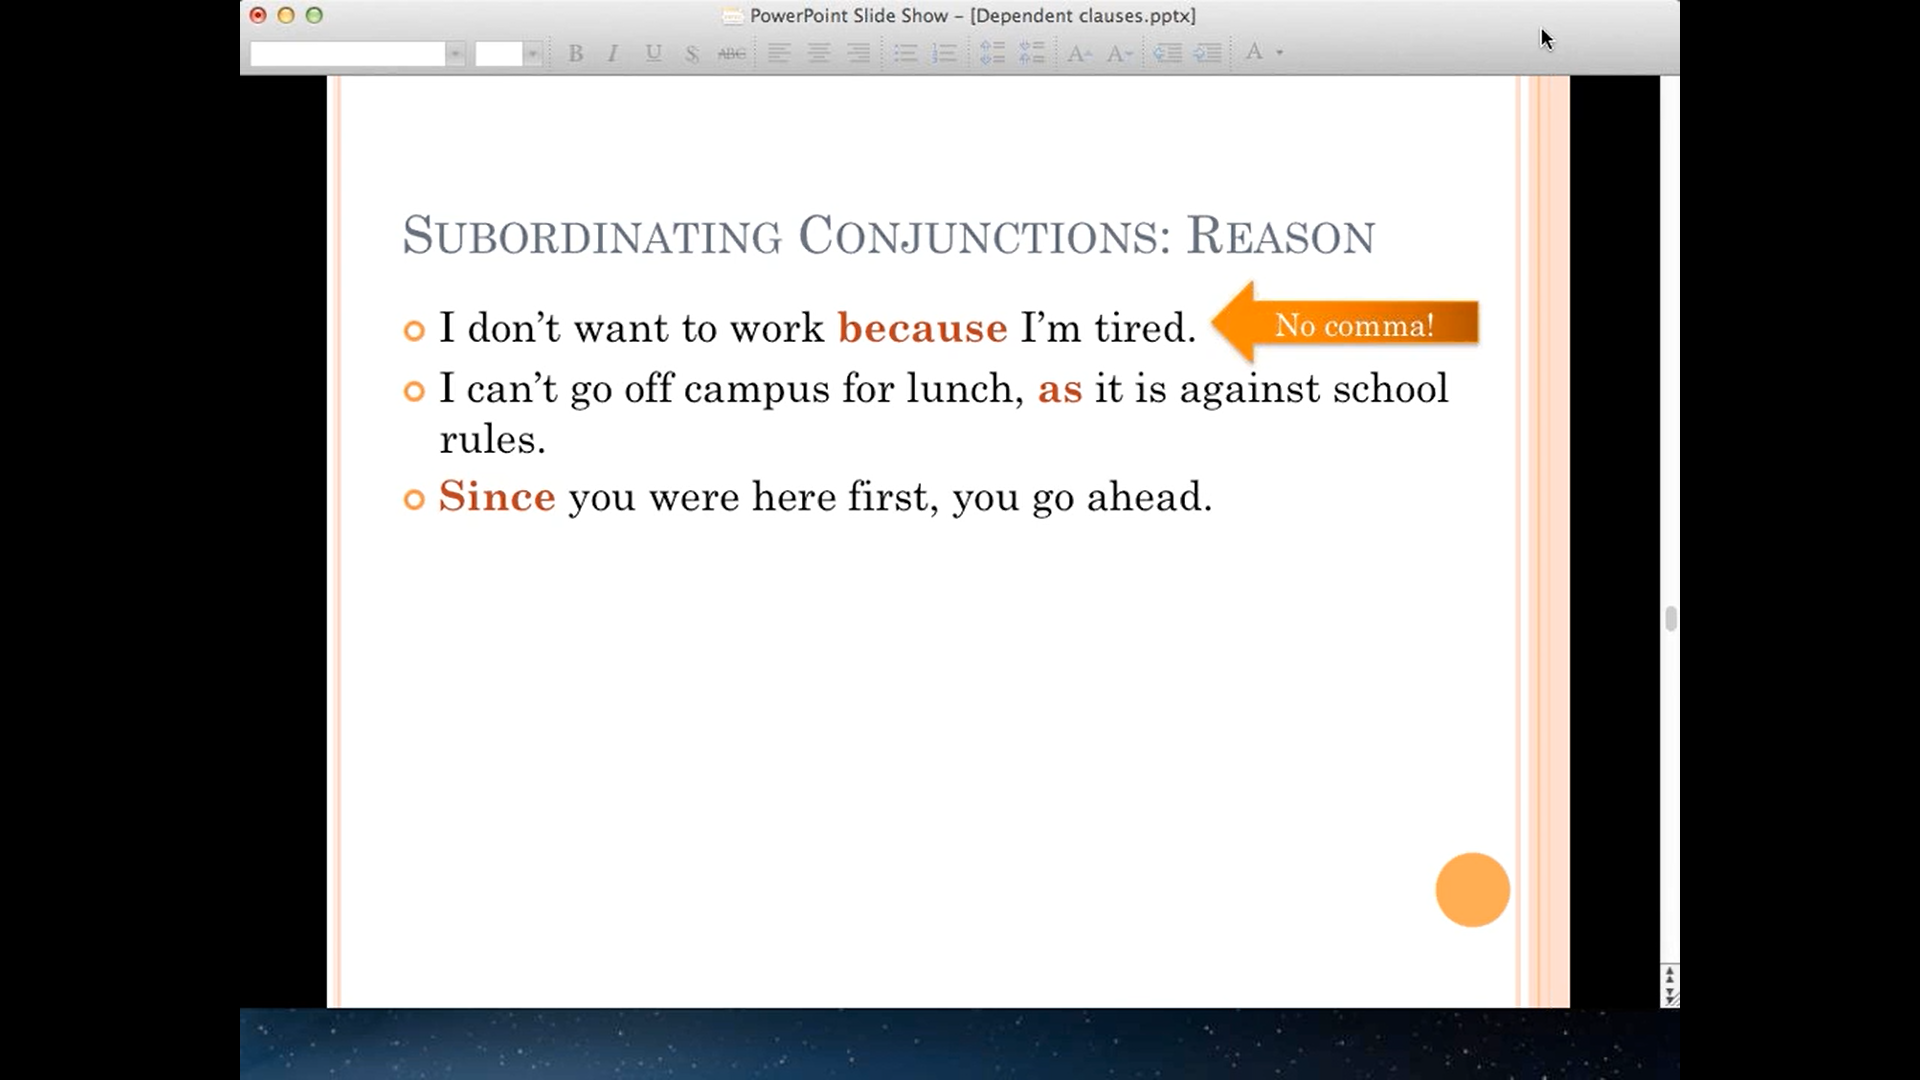 PowerPoint Slide Show – [Dependent clauses.pptx]
B I U S ABC A A A
SUBORDINATING CONJUNCTIONS: REASON
I don’t want to work because I’m tired.
No comma!
I can’t go off campus for lunch, as it is against school
rules.
Since you were here first, you go ahead.